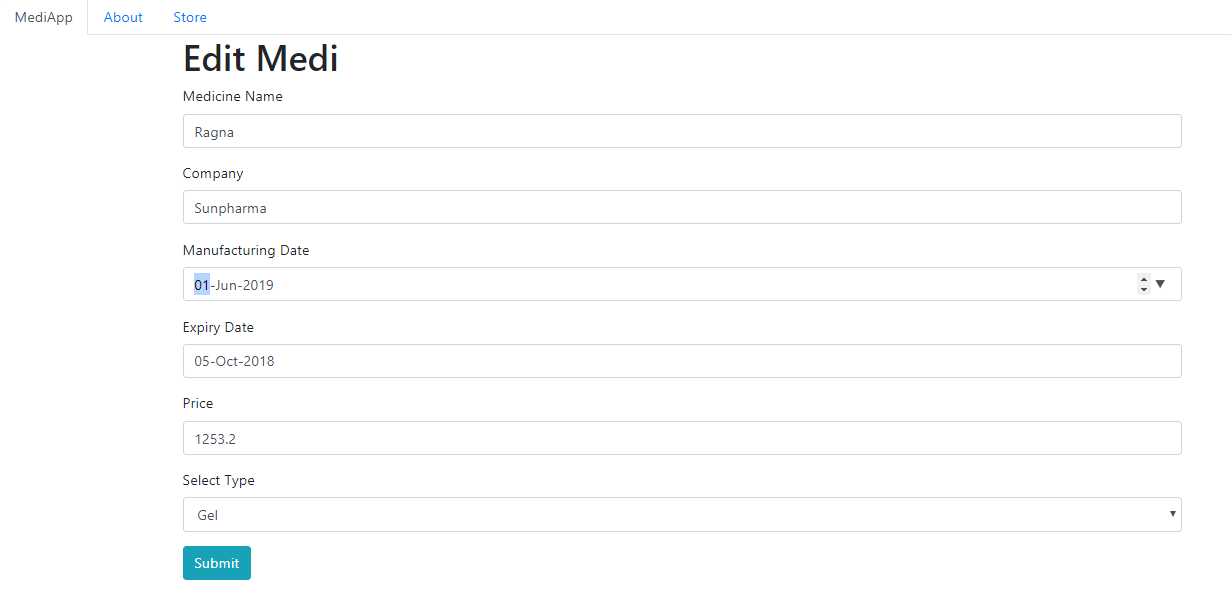 MediApp About Store
Edit Medi
Medicine Name
Ragna
Company
Sunpharma
Manufacturing Date
01-Jun-2019
Expiry Date
05-Oct-2018
Price
1253.2
Select Type
Gel
Submit